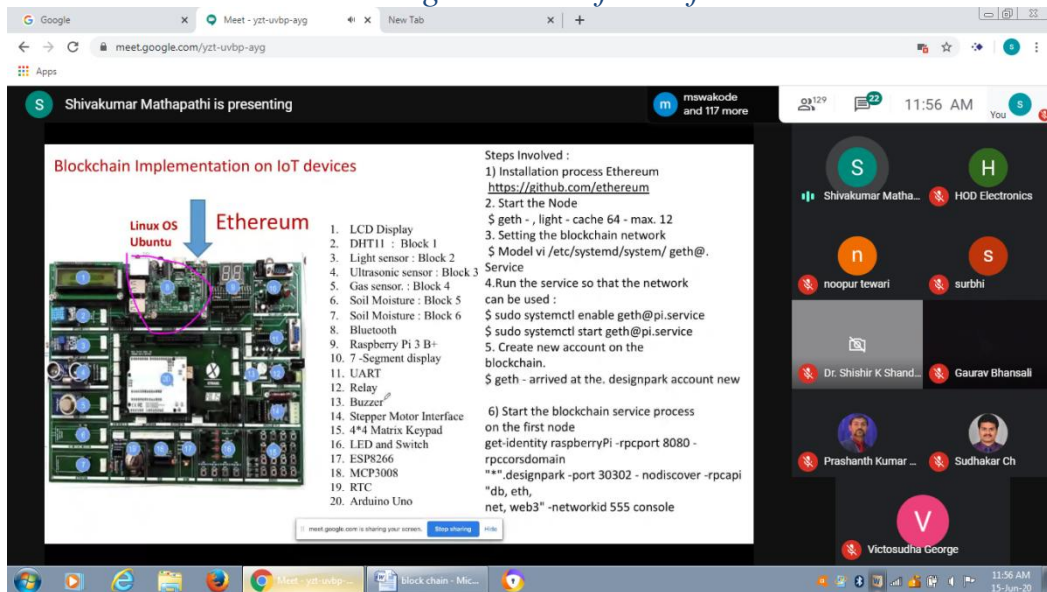 Google
Meet - yzt-uvbp-ayg
New Tab
meet.google.com/yzt-uvbp-ayg
Apps
S Shivakumar Mathapathi is presenting
m mswakode
and 117 more
129
22
11:56 AM
You
Blockchain Implementation on IoT devices
Linux OS
Ubuntu
Ethereum
1. LCD Display
2. DHT11 : Block 1
3. Light sensor : Block 2
4. Ultrasonic sensor : Block 3
5. Gas sensor. : Block 4
6. Soil Moisture : Block 5
7. Soil Moisture : Block 6
8. Bluetooth
9. Raspberry Pi 3 B+
10. 7 -Segment display
11. UART
12. Relay
13. Buzzer
14. Stepper Motor Interface
15. 4*4 Matrix Keypad
16. LED and Switch
17. ESP8266
18. MCP3008
19. RTC
20. Arduino Uno
Steps Involved :
1) Installation process Ethereum
https://github.com/ethereum
2. Start the Node
$ geth - , light - cache 64 - max. 12
3. Setting the blockchain network
$ Model vi /etc/systemd/system/ geth@.
Service
4.Run the service so that the network
can be used :
$ sudo systemctl enable geth@pi.service
$ sudo systemctl start geth@pi.service
5. Create new account on the
blockchain.
$ geth - arrived at the. designpark account new
6) Start the blockchain service process
on the first node
get-identity raspberryPi -rpcport 8080 -
rpccorsdomain
"*".designpark -port 30302 - nodiscover -rpcapi
"db, eth,
net, web3" -networkid 555 console
meet.google.com is sharing your screen. Stop sharing Hide
S
Shivakumar Matha...
H
HOD Electronics
n
noopur tewari
s
surbhi
Dr. Shishir K Shand...
Gaurav Bhansali
Prashanth Kumar ...
Sudhakar Ch
V
Victosudha George
Meet - yzt-uvbp-...
block chain - Mic...
11:56 AM
15-Jun-20